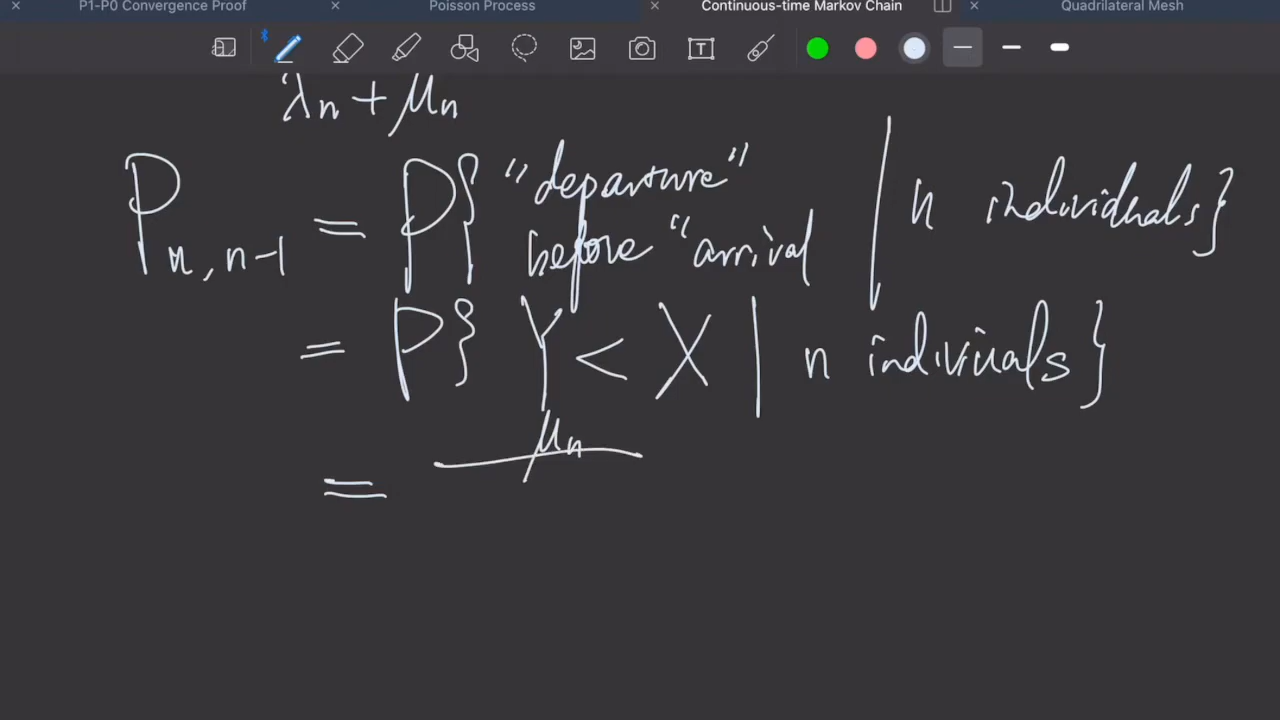 P1-P0 Convergence Proof Poisson Process Continuous-time Markov Chain Quadrilateral Mesh
λn + μn
Pn,n-1 = P{ "departure" before "arrival | n individuals}
= P{ Y < X | n indiviuals}
= μn